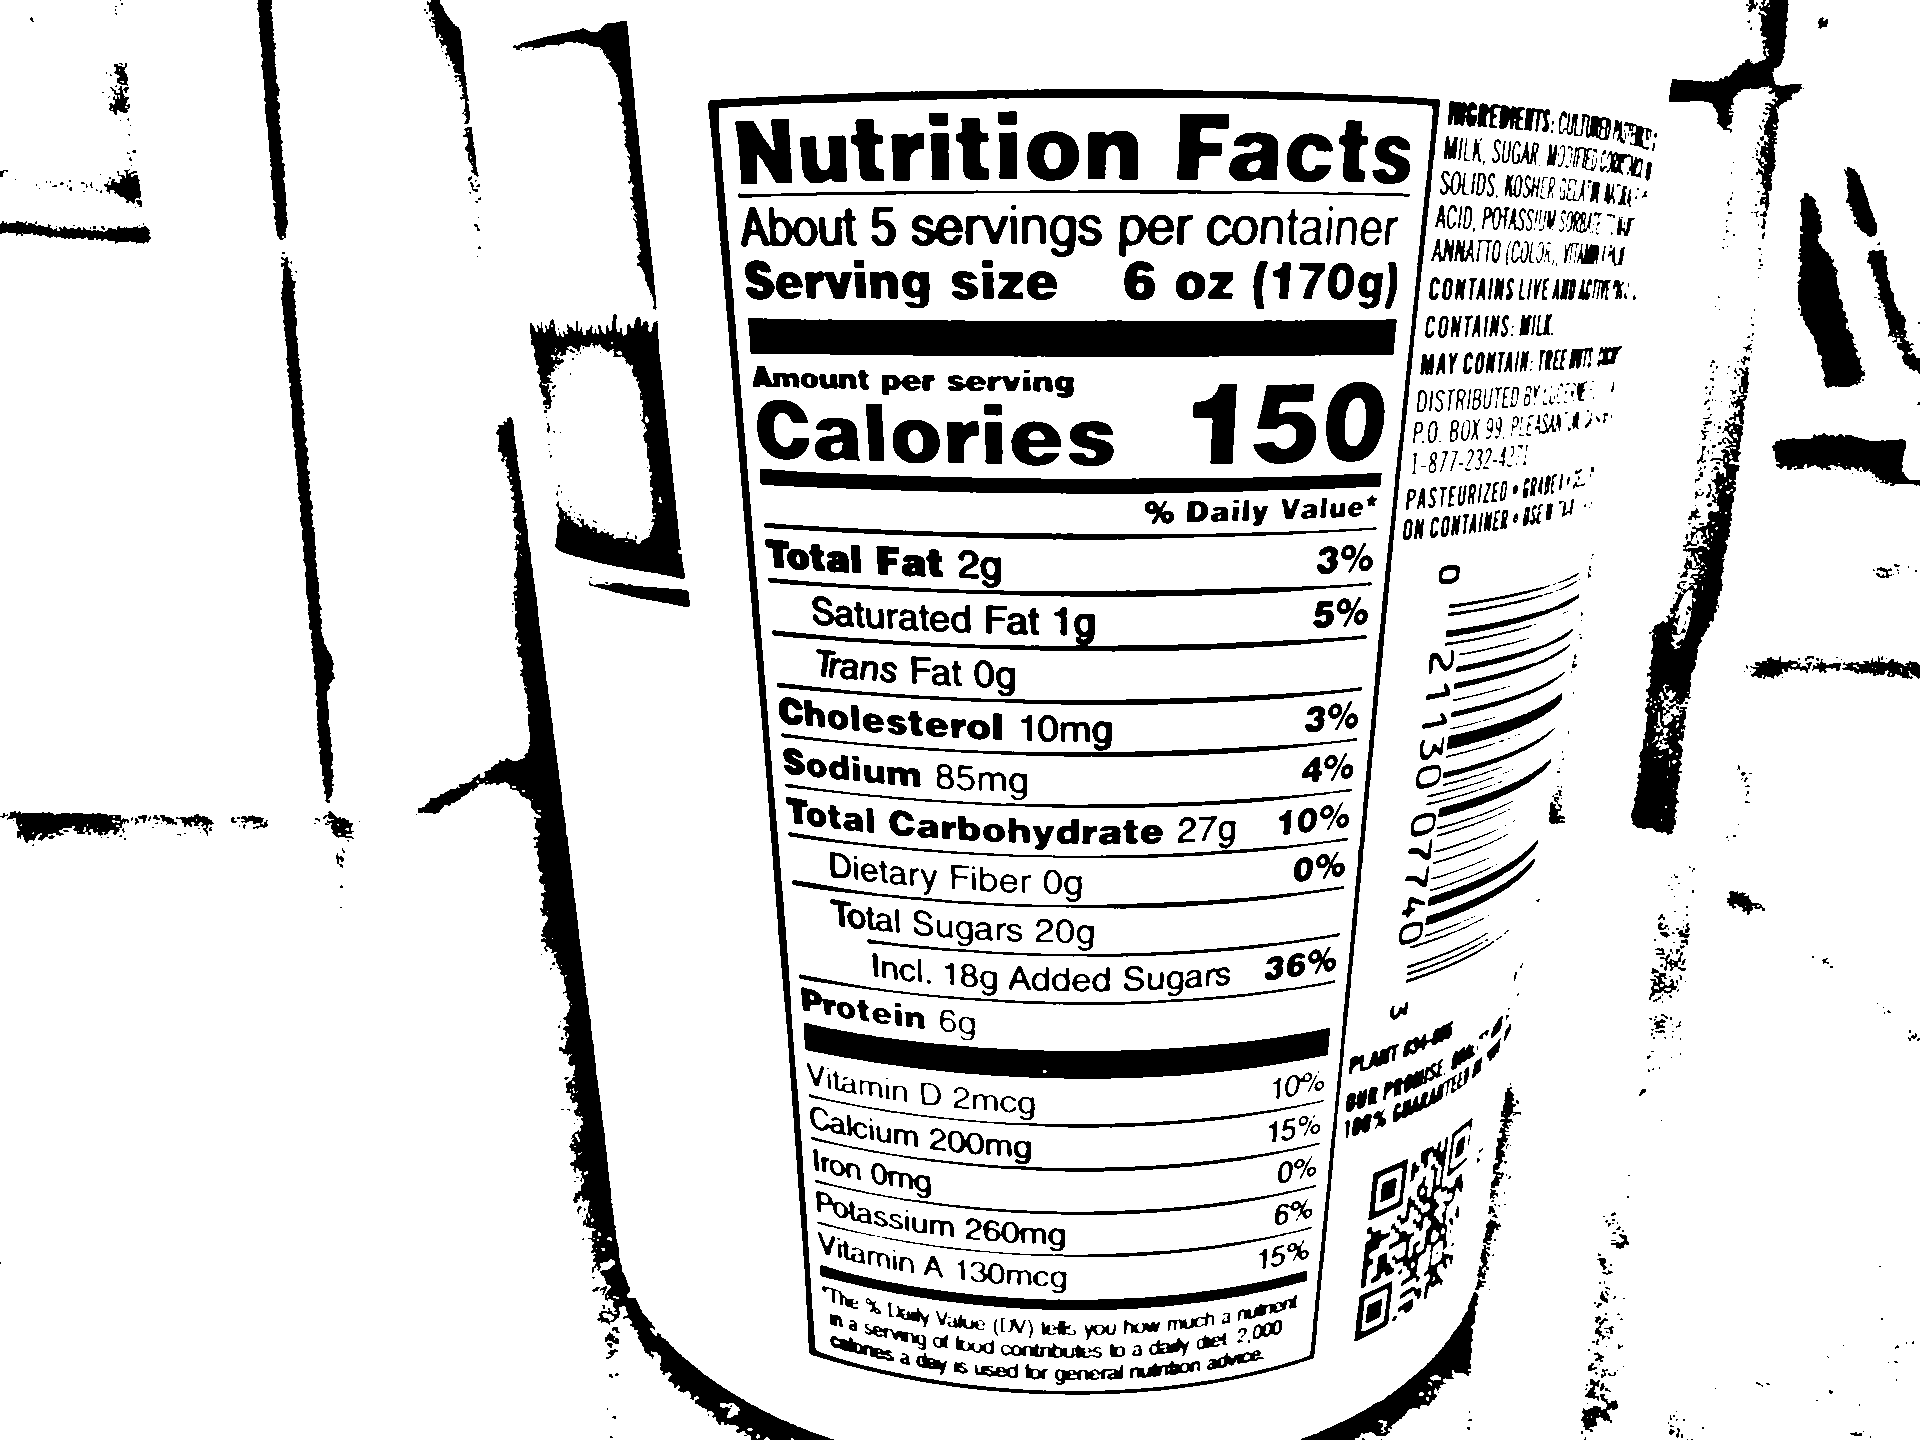 Nutrition Facts
About 5 servings per container
Serving size 6 oz (170g)
Amount per serving
Calories 150
% Daily Value*
Total Fat 2g 3%
Saturated Fat 1g 5%
Trans Fat 0g
Cholesterol 10mg 3%
Sodium 85mg 4%
Total Carbohydrate 27g 10%
Dietary Fiber 0g 0%
Total Sugars 20g
Incl. 18g Added Sugars 36%
Protein 6g
Vitamin D 2mcg 10%
Calcium 200mg 15%
Iron 0mg 0%
Potassium 260mg 6%
Vitamin A 130mcg 15%
*The % Daily Value (DV) tells you how much a nutrient
in a serving of food contributes to a daily diet. 2,000
calories a day is used for general nutrition advice.
INGREDIENTS: CULTURED
MILK, SUGAR, MODIFIED
SOLIDS, KOSHER GELATIN
ACID, POTASSIUM
ANNATTO (COLOR),
CONTAINS LIVE AND ACTIVE
CONTAINS: MILK.
MAY CONTAIN: TREE NUTS
DISTRIBUTED BY
P.O. BOX 99,
1-877-232-
PASTEURIZED •
ON CONTAINER • USE
0 21130 07740 3
PLANT
OUR PROMISE,
100% GUARANTEED